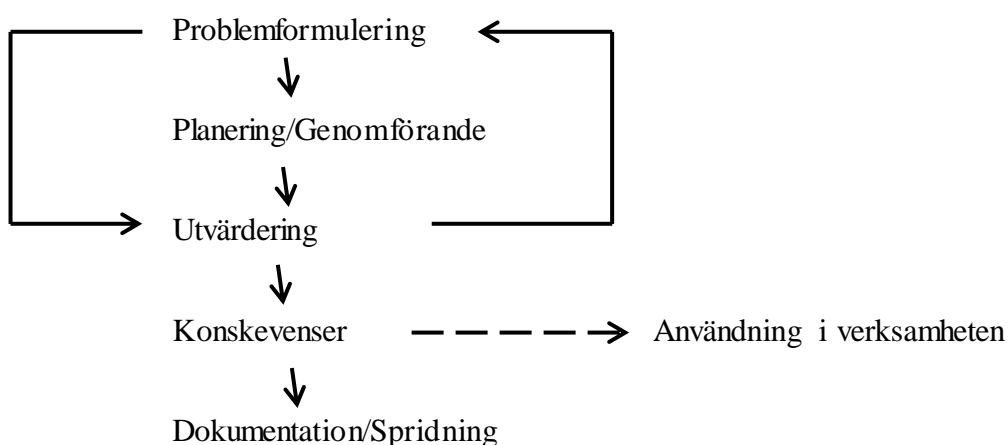 Problemformulering
Planering/Genomförande
Utvärdering
Konskevenser
Användning i verksamheten
Dokumentation/Spridning